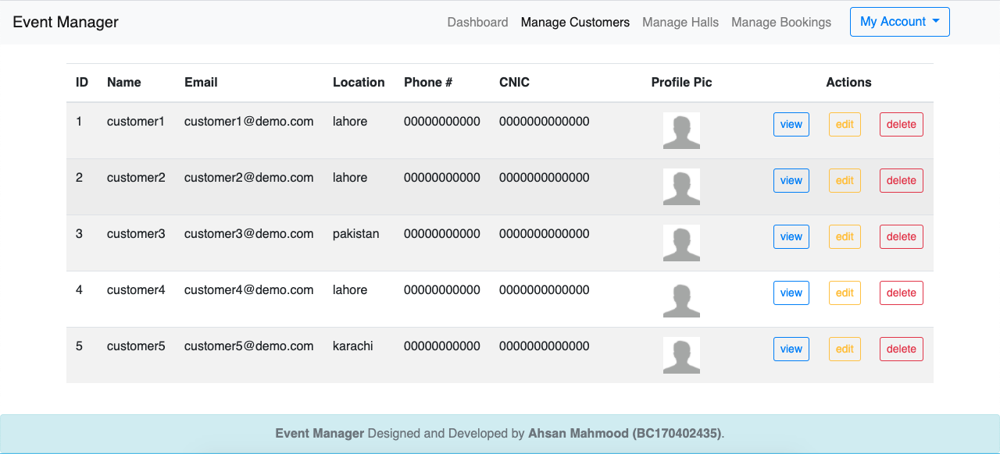 Event Manager Dashboard Manage Customers Manage Halls Manage Bookings My Account
ID Name Email Location Phone # CNIC Profile Pic Actions
1 customer1 customer1@demo.com lahore 00000000000 0000000000000 view edit delete
2 customer2 customer2@demo.com lahore 00000000000 0000000000000 view edit delete
3 customer3 customer3@demo.com pakistan 00000000000 0000000000000 view edit delete
4 customer4 customer4@demo.com lahore 00000000000 0000000000000 view edit delete
5 customer5 customer5@demo.com karachi 00000000000 0000000000000 view edit delete
Event Manager Designed and Developed by Ahsan Mahmood (BC170402435).